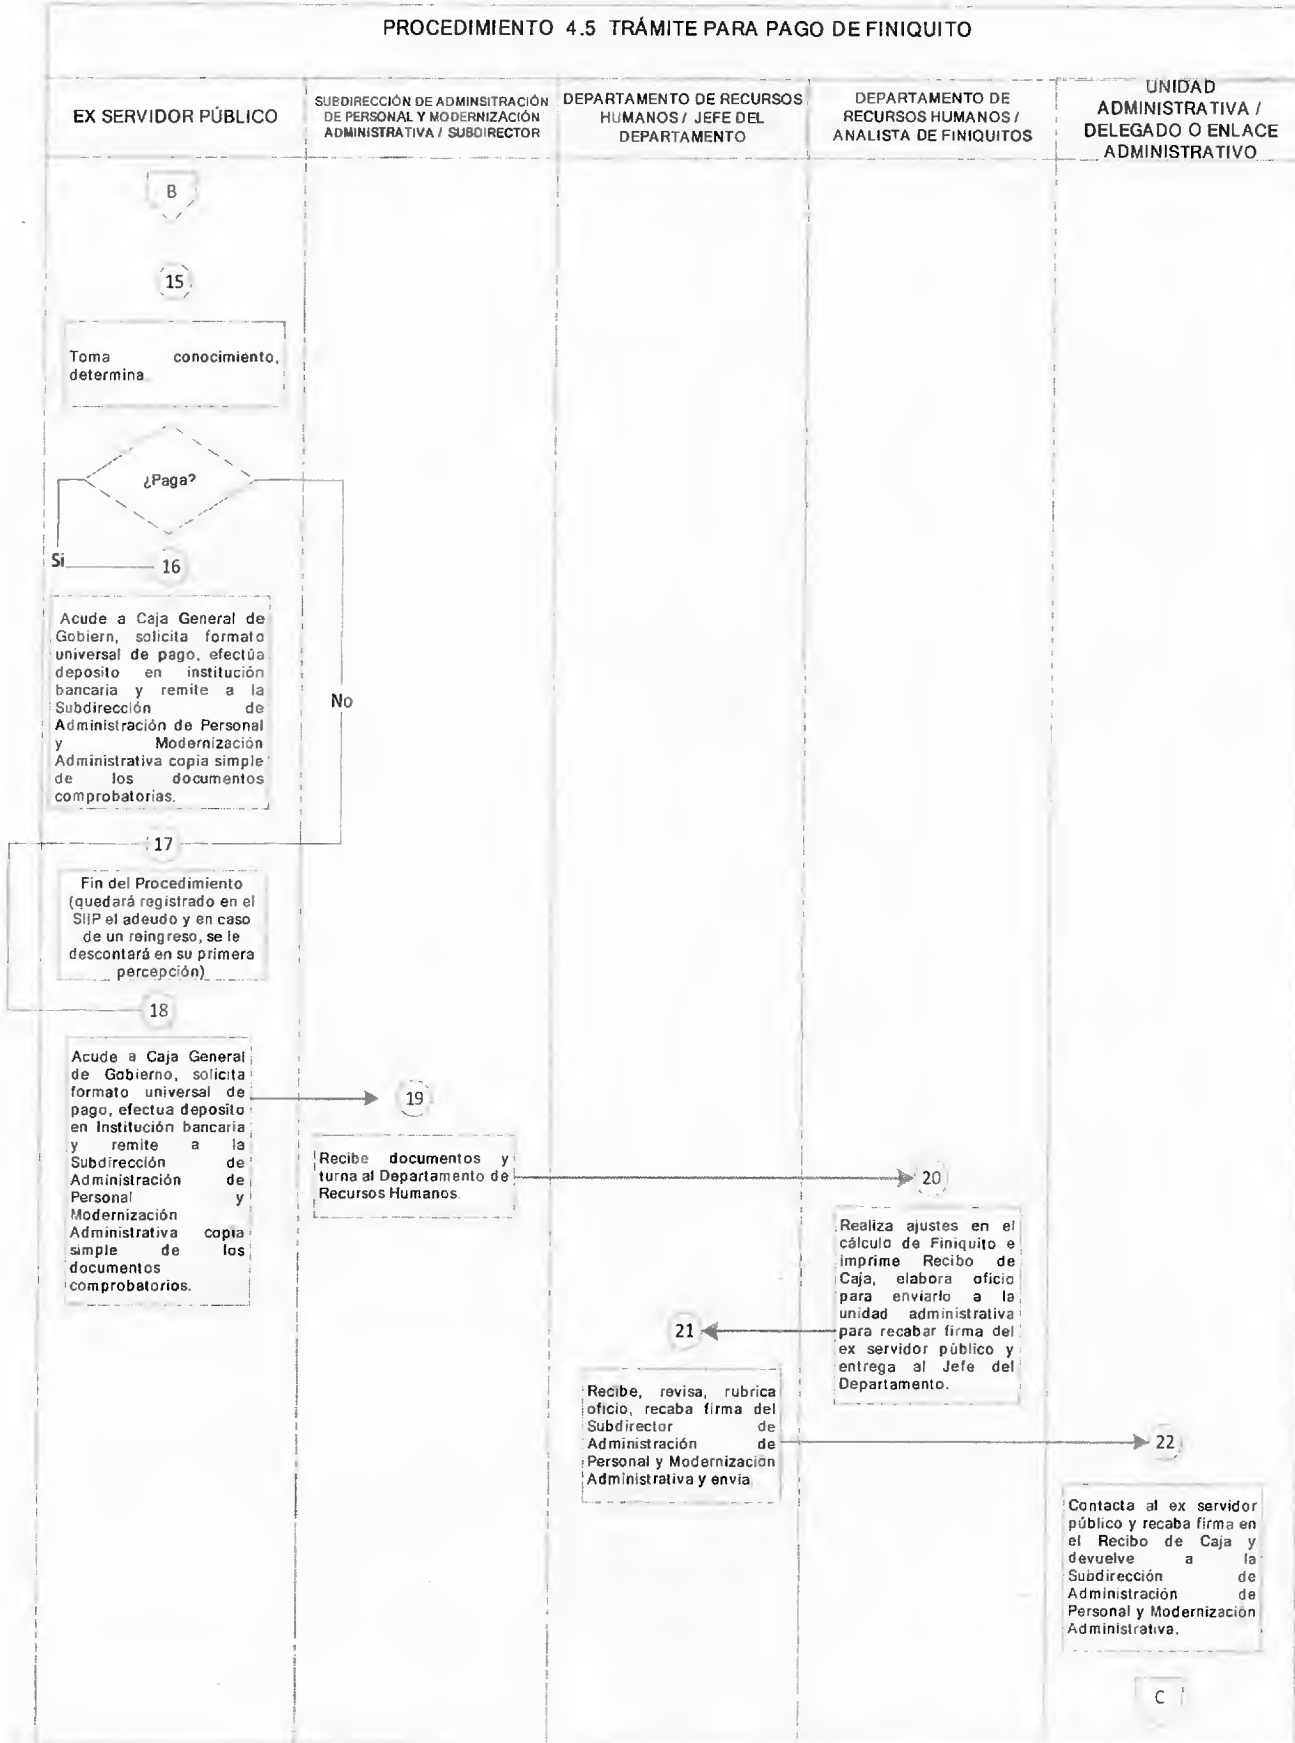 PROCEDIMIENTO 4.5 TRÁMITE PARA PAGO DE FINIQUITO
EX SERVIDOR PÚBLICO
SUBDIRECCIÓN DE ADMINSITRACIÓN
DE PERSONAL Y MODERNIZACIÓN
ADMINISTRATIVA / SUBDIRECTOR
DEPARTAMENTO DE RECURSOS
HUMANOS / JEFE DEL
DEPARTAMENTO
DEPARTAMENTO DE
RECURSOS HUMANOS /
ANALISTA DE FINIQUITOS
UNIDAD
ADMINISTRATIVA /
DELEGADO O ENLACE
ADMINISTRATIVO
B
15
Toma conocimiento,
determina
¿Paga?
Si
16
Acude a Caja General de
Gobiern, solicita formato
universal de pago, efectúa
deposito en institución
bancaria y remite a la
Subdirección de
Administración de Personal
y Modernización
Administrativa copia simple
de los documentos
comprobatorias.
No
17
Fin del Procedimiento
(quedará registrado en el
SIIP el adeudo y en caso
de un reingreso, se le
descontará en su primera
percepción)
18
Acude a Caja General
de Gobierno, solicita
formato universal de
pago, efectua deposito
en Institución bancaria
y remite a la
Subdirección de
Administración de
Personal y
Modernización
Administrativa copia
simple de los
documentos
comprobatorios.
19
Recibe documentos y
turna al Departamento de
Recursos Humanos.
20
Realiza ajustes en el
cálculo de Finiquito e
imprime Recibo de
Caja, elabora oficio
para enviarlo a la
unidad administrativa
para recabar firma del
ex servidor público y
entrega al Jefe del
Departamento.
21
Recibe, revisa, rubrica
oficio, recaba firma del
Subdirector de
Administración de
Personal y Modernización
Administrativa y envia
22
Contacta al ex servidor
público y recaba firma en
el Recibo de Caja y
devuelve a la
Subdirección de
Administración de
Personal y Modernización
Administrativa.
C